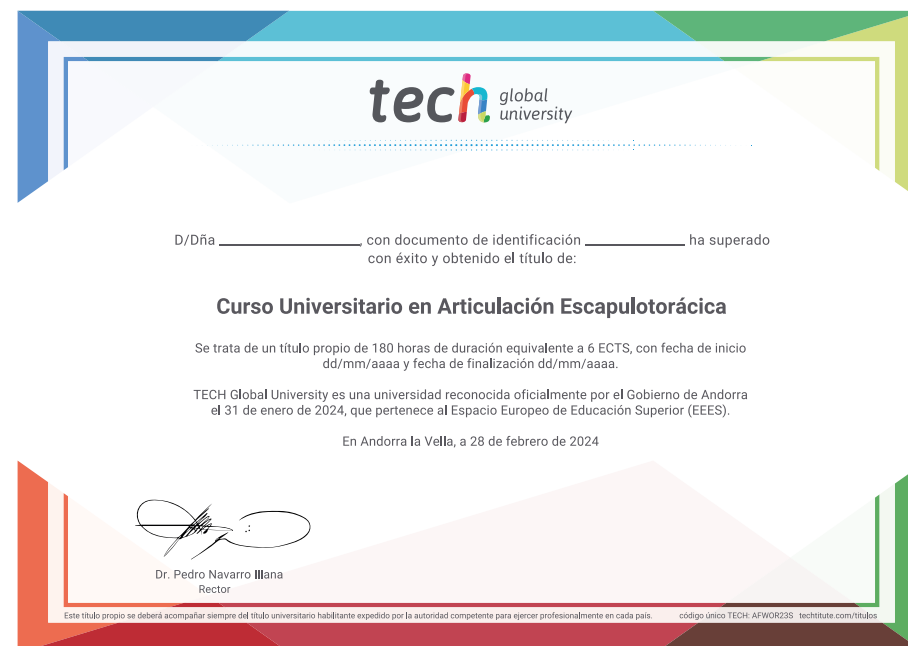 tech global university
D/Dña ____________________, con documento de identificación ______________ ha superado
con éxito y obtenido el título de:
Curso Universitario en Articulación Escapulotorácica
Se trata de un título propio de 180 horas de duración equivalente a 6 ECTS, con fecha de inicio
dd/mm/aaaa y fecha de finalización dd/mm/aaaa.
TECH Global University es una universidad reconocida oficialmente por el Gobierno de Andorra
el 31 de enero de 2024, que pertenece al Espacio Europeo de Educación Superior (EEES).
En Andorra la Vella, a 28 de febrero de 2024
Dr. Pedro Navarro Illana
Rector
Este título propio se deberá acompañar siempre del título universitario habilitante expedido por la autoridad competente para ejercer profesionalmente en cada país. código único TECH: AFWOR23S techtitute.com/titulos